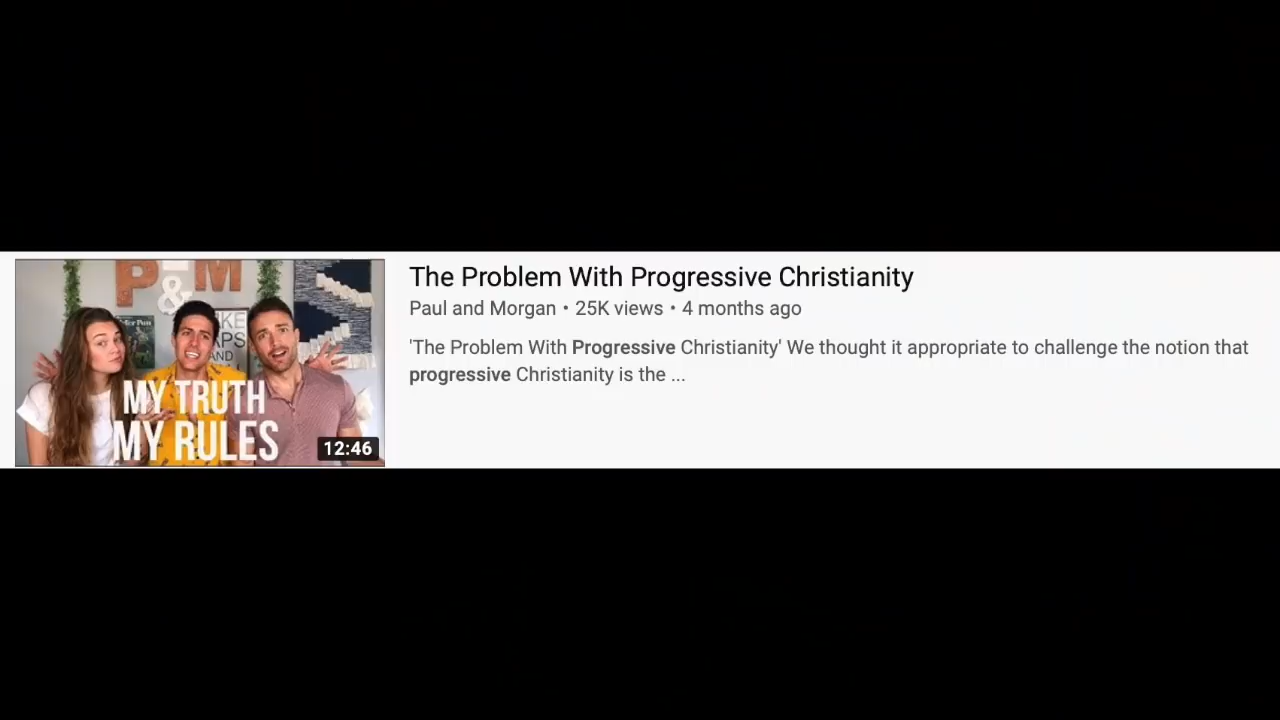 P & M
MY TRUTH
MY RULES
12:46
The Problem With Progressive Christianity
Paul and Morgan • 25K views • 4 months ago
'The Problem With Progressive Christianity' We thought it appropriate to challenge the notion that
progressive Christianity is the ...